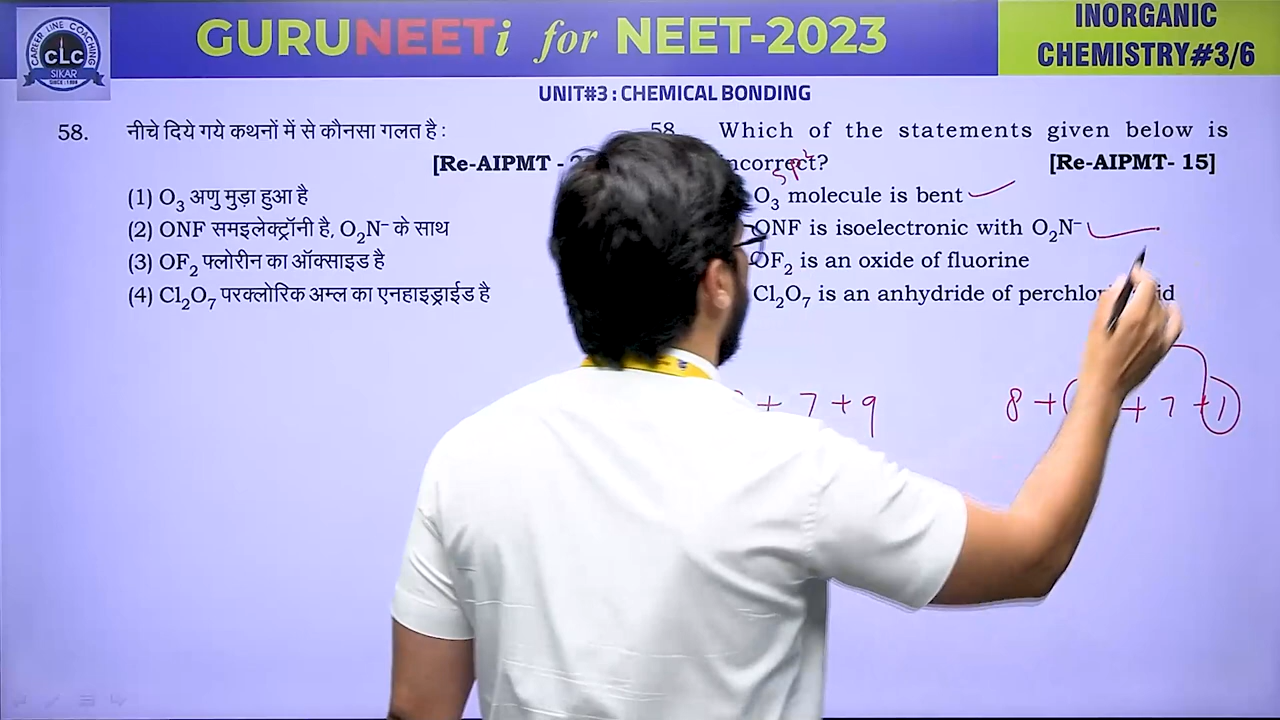 CAREER LINE COACHING
CLC
SIKAR
SINCE : 1996
GURUNEETi for NEET-2023
INORGANIC
CHEMISTRY#3/6
UNIT#3 : CHEMICAL BONDING
58. नीचे दिये गये कथनों में से कौनसा गलत है :
[Re-AIPMT -
(1) O₃ अणु मुड़ा हुआ है
(2) ONF समइलेक्ट्रॉनी है, O₂N⁻ के साथ
(3) OF₂ फ्लोरीन का ऑक्साइड है
(4) Cl₂O₇ परक्लोरिक अम्ल का एनहाइड्राईड है
58. Which of the statements given below is
incorrect? [Re-AIPMT- 15]
sp²
O₃ molecule is bent
ONF is isoelectronic with O₂N⁻
OF₂ is an oxide of fluorine
Cl₂O₇ is an anhydride of
+ 7 + 9
8 + + 7 + 1